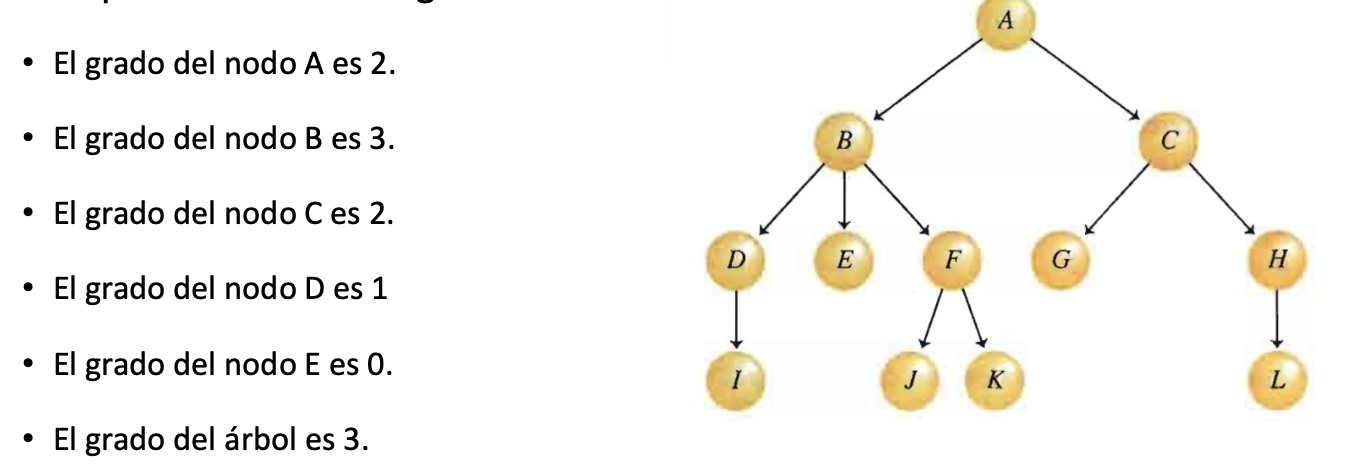 • El grado del nodo A es 2.
• El grado del nodo B es 3.
• El grado del nodo C es 2.
• El grado del nodo D es 1
• El grado del nodo E es 0.
• El grado del árbol es 3.
A
B C
D E F G H
I J K L